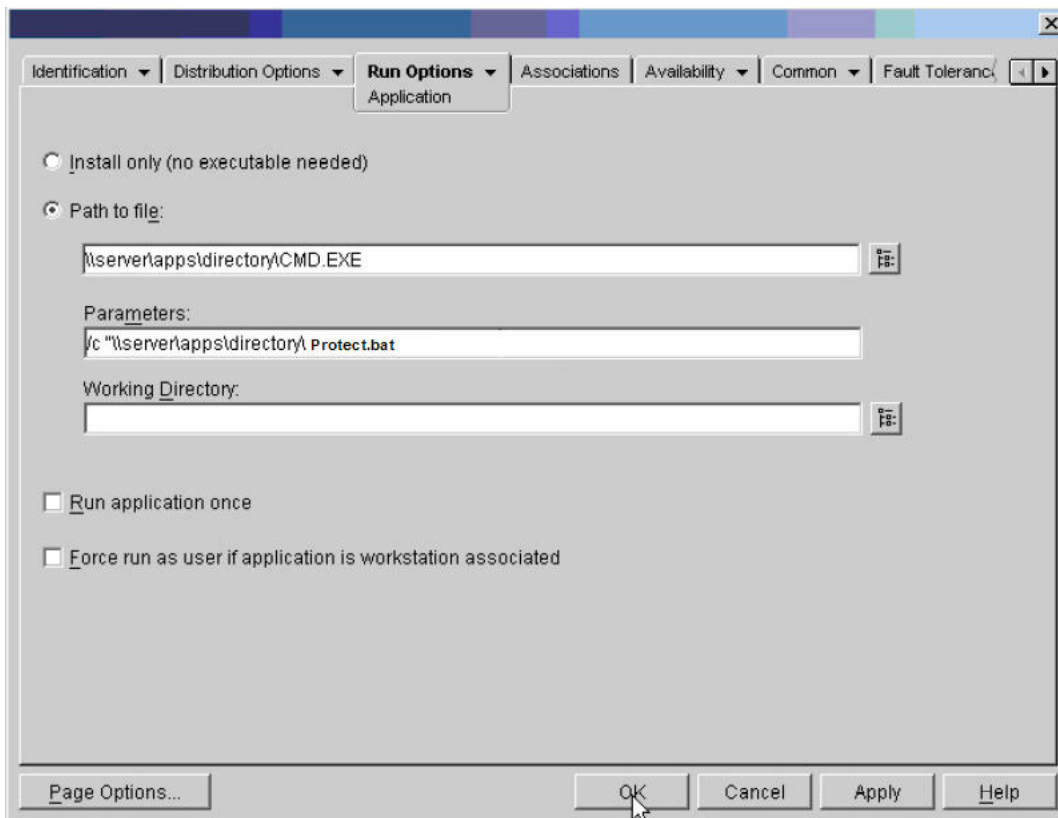 Identification Distribution Options Run Options Associations Availability Common Fault Toleranc
Application
Install only (no executable needed)
Path to file:
\\server\apps\directory\CMD.EXE
Parameters:
/c "\\server\apps\directory\ Protect.bat
Working Directory:
Run application once
Force run as user if application is workstation associated
Page Options... OK Cancel Apply Help